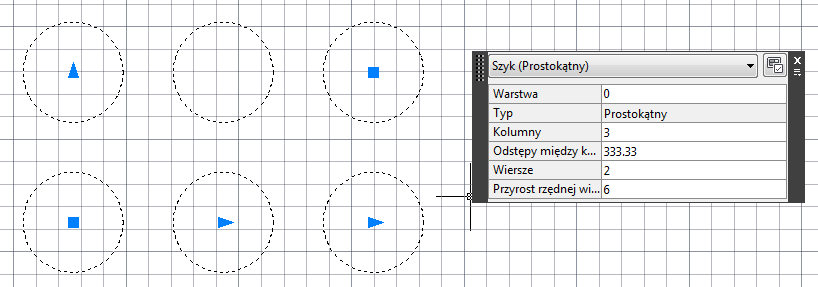 Szyk (Prostokątny)
Warstwa 0
Typ Prostokątny
Kolumny 3
Odstępy między k... 333.33
Wiersze 2
Przyrost rzędnej wi... 6